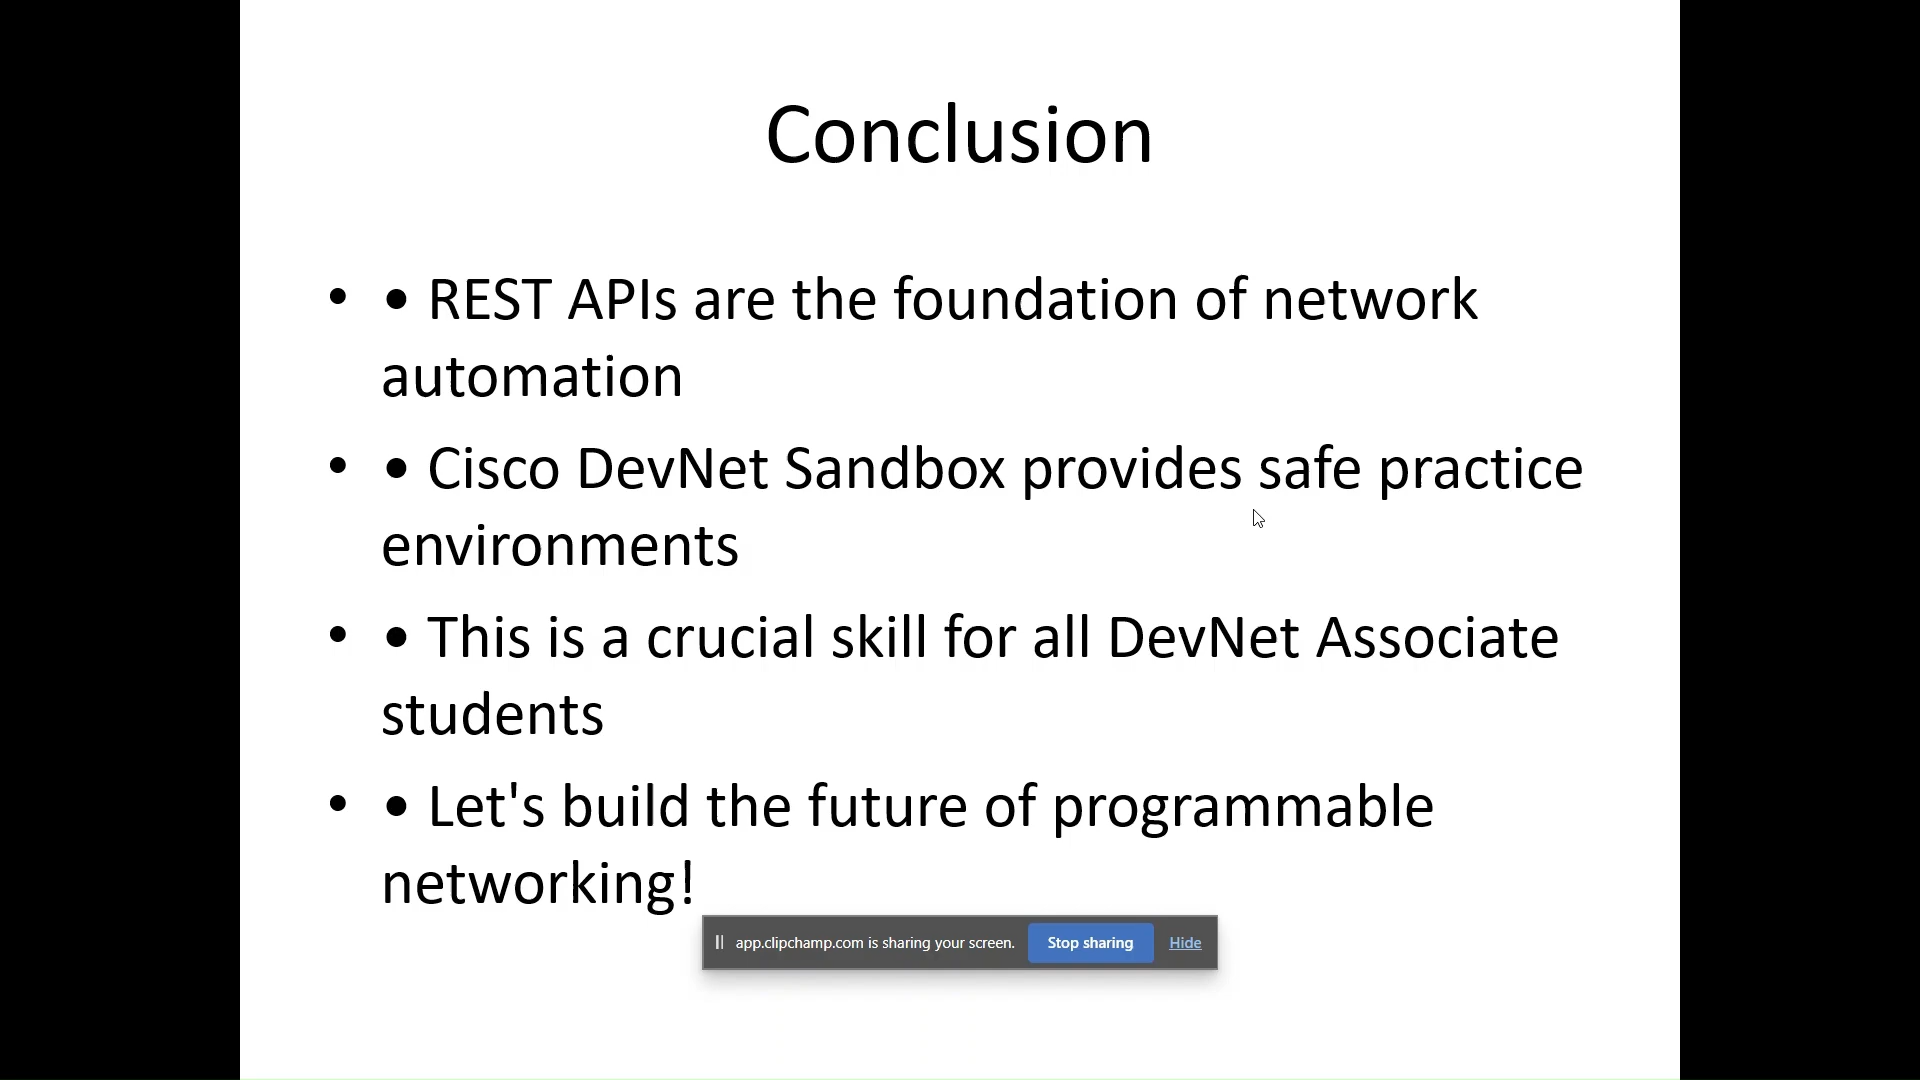 Conclusion
• • REST APIs are the foundation of network
automation
• • Cisco DevNet Sandbox provides safe practice
environments
• • This is a crucial skill for all DevNet Associate
students
• • Let's build the future of programmable
networking!
app.clipchamp.com is sharing your screen. Stop sharing Hide